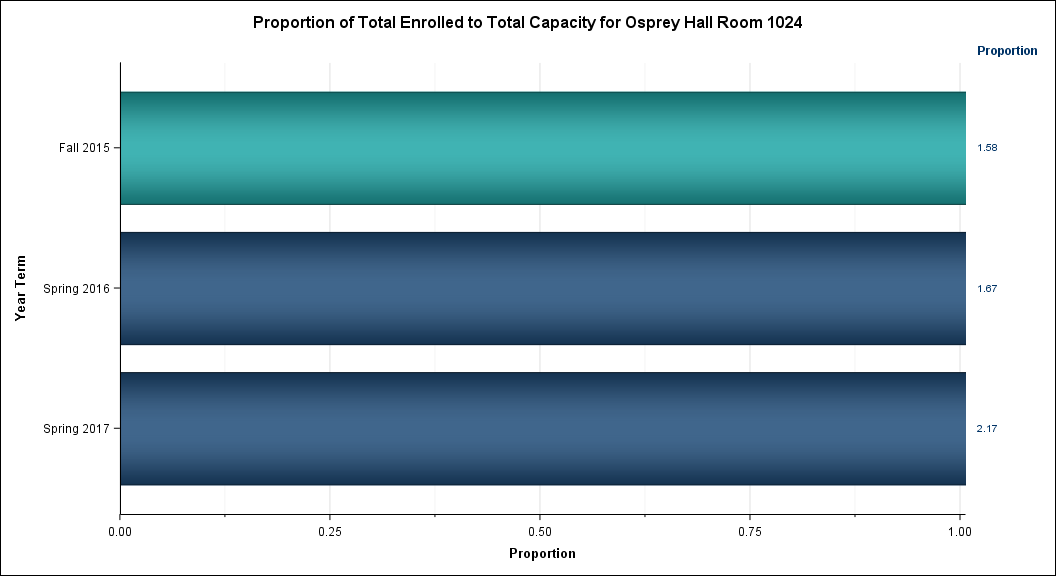 Proportion of Total Enrolled to Total Capacity for Osprey Hall Room 1024
Proportion
Fall 2015
1.58
Year Term
Spring 2016
1.67
Spring 2017
2.17
0.00 0.25 0.50 0.75 1.00
Proportion